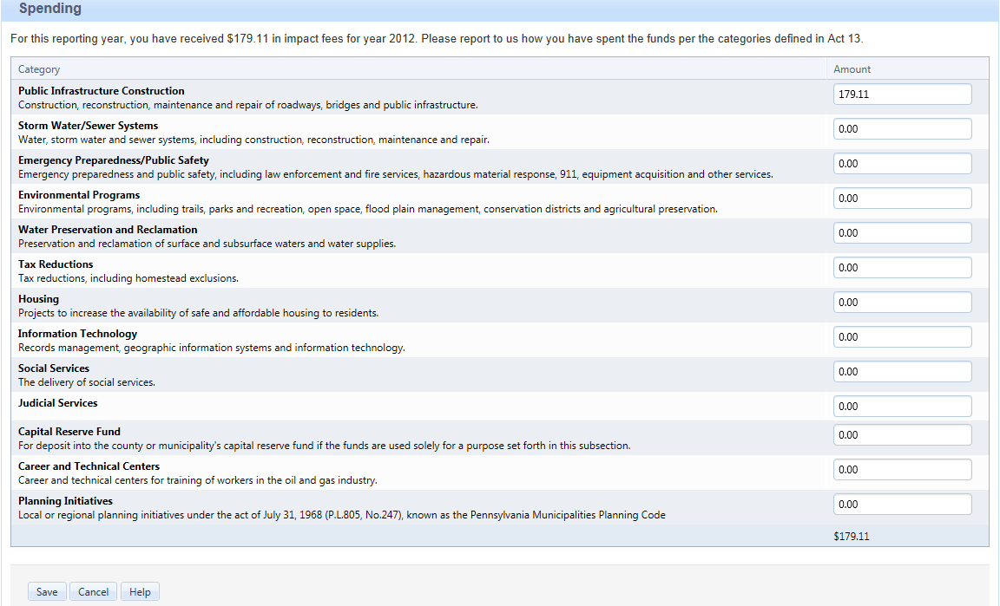 Spending
For this reporting year, you have received $179.11 in impact fees for year 2012. Please report to us how you have spent the funds per the categories defined in Act 13.
Category Amount
Public Infrastructure Construction
Construction, reconstruction, maintenance and repair of roadways, bridges and public infrastructure.
179.11
Storm Water/Sewer Systems
Water, storm water and sewer systems, including construction, reconstruction, maintenance and repair.
0.00
Emergency Preparedness/Public Safety
Emergency preparedness and public safety, including law enforcement and fire services, hazardous material response, 911, equipment acquisition and other services.
0.00
Environmental Programs
Environmental programs, including trails, parks and recreation, open space, flood plain management, conservation districts and agricultural preservation.
0.00
Water Preservation and Reclamation
Preservation and reclamation of surface and subsurface waters and water supplies.
0.00
Tax Reductions
Tax reductions, including homestead exclusions.
0.00
Housing
Projects to increase the availability of safe and affordable housing to residents.
0.00
Information Technology
Records management, geographic information systems and information technology.
0.00
Social Services
The delivery of social services.
0.00
Judicial Services
0.00
Capital Reserve Fund
For deposit into the county or municipality's capital reserve fund if the funds are used solely for a purpose set forth in this subsection.
0.00
Career and Technical Centers
Career and technical centers for training of workers in the oil and gas industry.
0.00
Planning Initiatives
Local or regional planning initiatives under the act of July 31, 1968 (P.L.805, No.247), known as the Pennsylvania Municipalities Planning Code
0.00
$179.11
Save Cancel Help